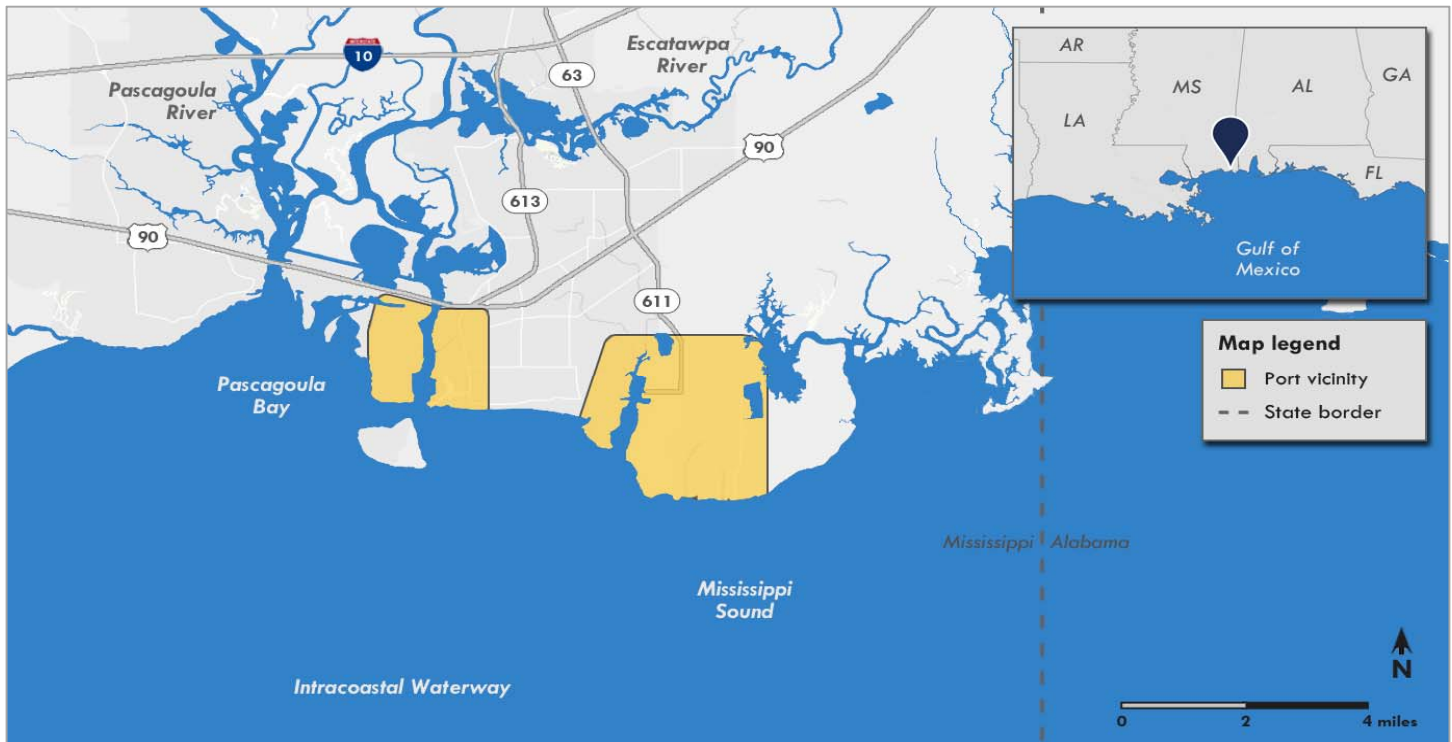 INTERSTATE
10
Escatawpa
River
63
Pascagoula
River
90
613
90
611
Pascagoula
Bay
Mississippi
Sound
Intracoastal Waterway
Mississippi
Alabama
AR
MS
AL
GA
LA
FL
Gulf of
Mexico
Map legend
Port vicinity
State border
N
0 2 4 miles